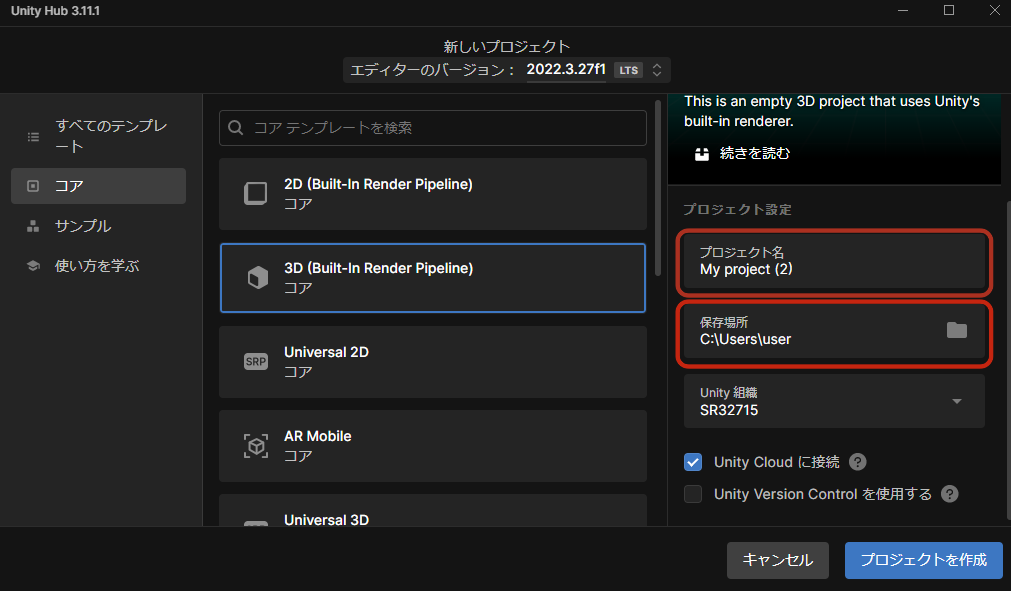 Unity Hub 3.11.1
新しいプロジェクト
エディターのバージョン： 2022.3.27f1 LTS
すべてのテンプレ
ート
コア
サンプル
使い方を学ぶ
コア テンプレートを検索
2D (Built-In Render Pipeline)
コア
3D (Built-In Render Pipeline)
コア
SRP
Universal 2D
コア
AR Mobile
コア
Universal 3D
This is an empty 3D project that uses Unity's
built-in renderer.
続きを読む
プロジェクト設定
プロジェクト名
My project (2)
保存場所
C:\Users\user
Unity 組織
SR32715
Unity Cloud に接続 ?
Unity Version Control を使用する ?
キャンセル
プロジェクトを作成